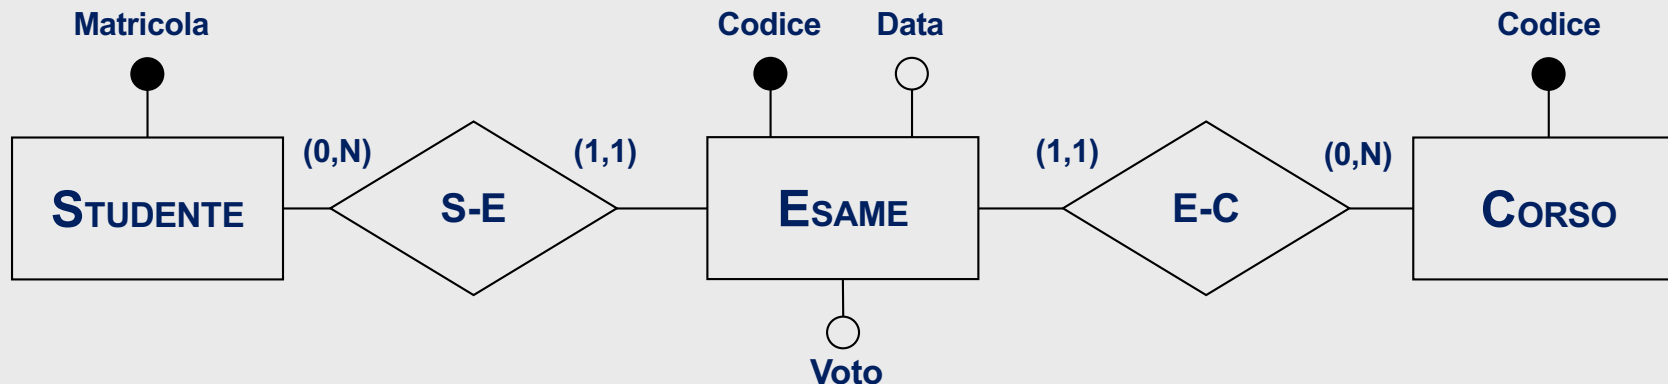 Matricola Codice Data Codice
(0,N) (1,1) (1,1) (0,N)
STUDENTE S-E ESAME E-C CORSO
Voto